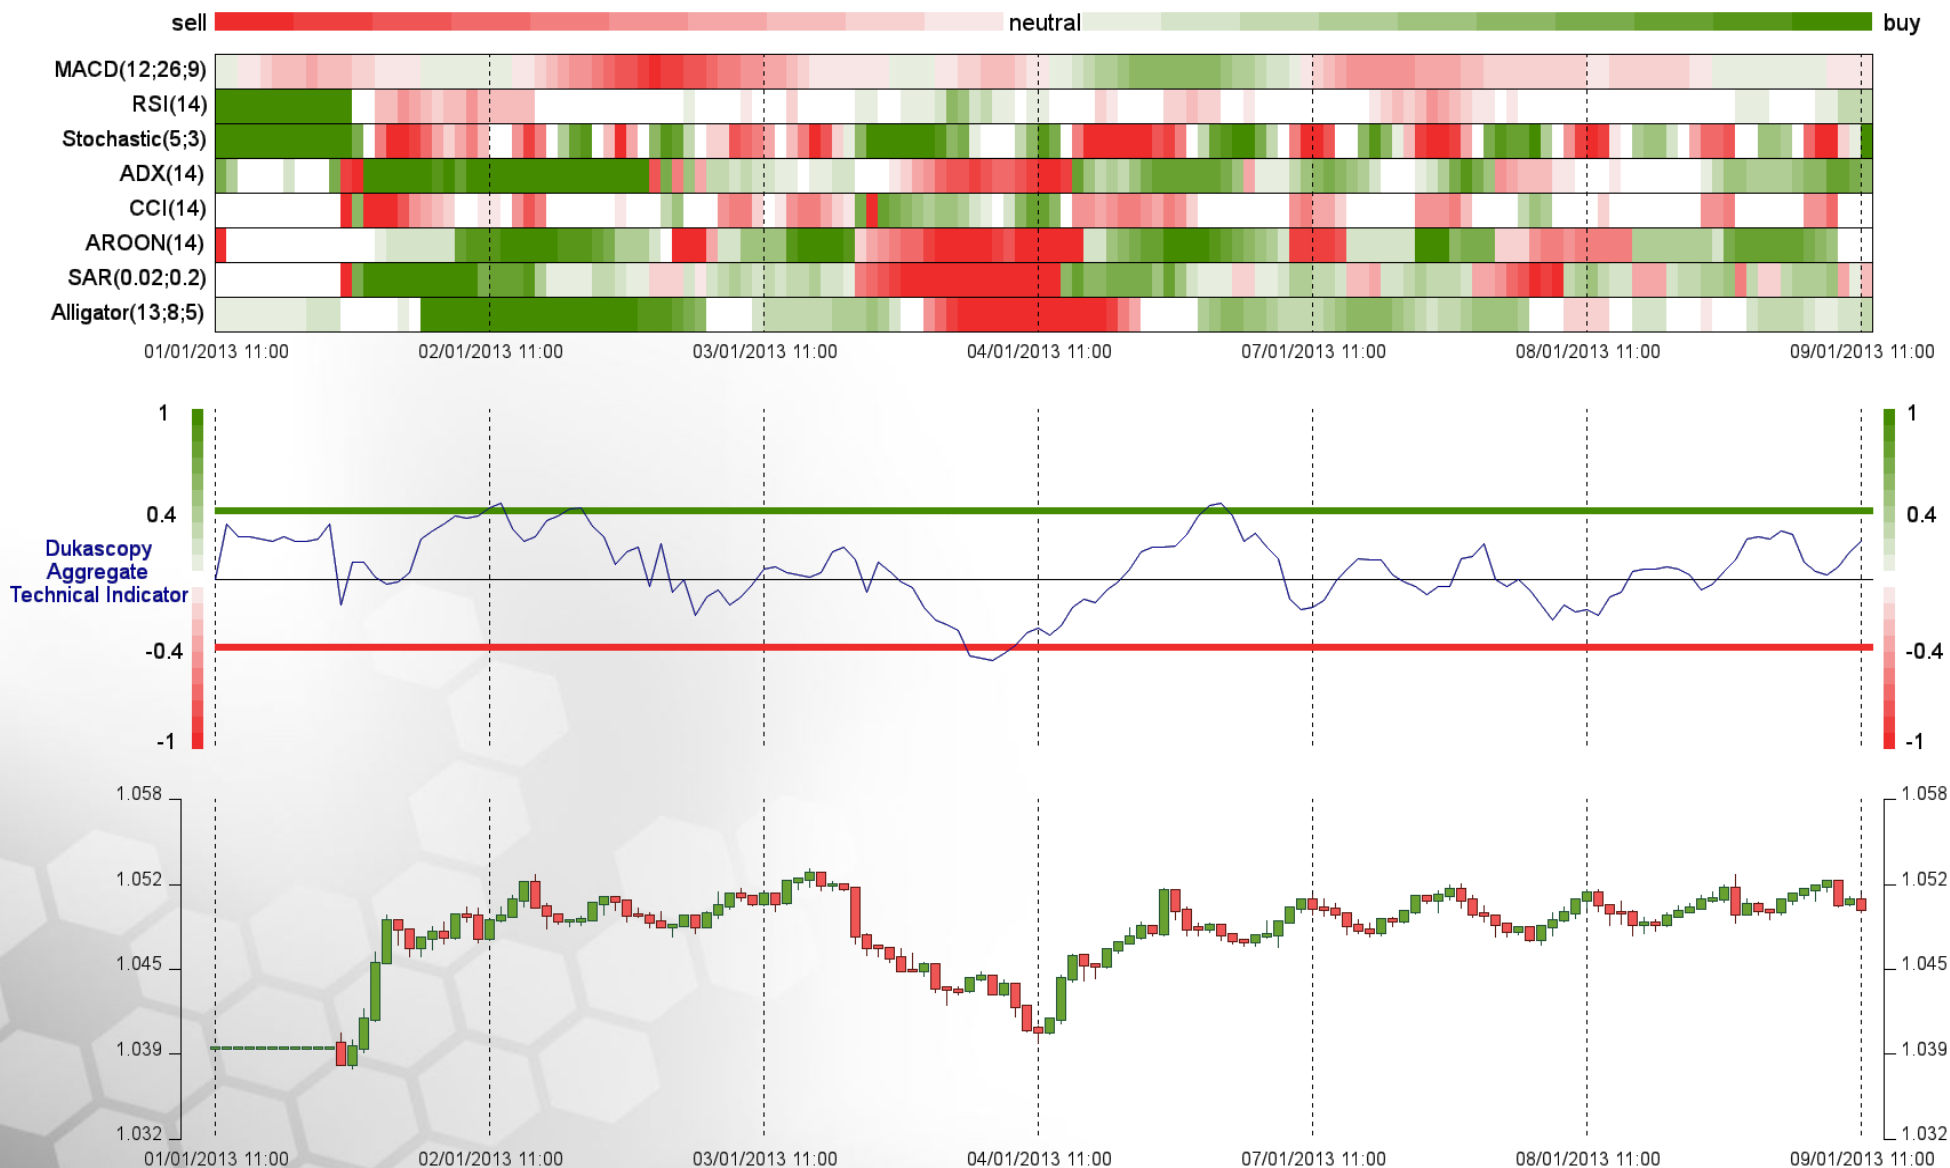 sell neutral buy
MACD(12;26;9)
RSI(14)
Stochastic(5;3)
ADX(14)
CCI(14)
AROON(14)
SAR(0.02;0.2)
Alligator(13;8;5)
01/01/2013 11:00 02/01/2013 11:00 03/01/2013 11:00 04/01/2013 11:00 07/01/2013 11:00 08/01/2013 11:00 09/01/2013 11:00
1 1
0.4 0.4
Dukascopy
Aggregate
Technical Indicator
-0.4 -0.4
-1 -1
1.058 1.058
1.052 1.052
1.045 1.045
1.039 1.039
1.032 1.032
01/01/2013 11:00 02/01/2013 11:00 03/01/2013 11:00 04/01/2013 11:00 07/01/2013 11:00 08/01/2013 11:00 09/01/2013 11:00